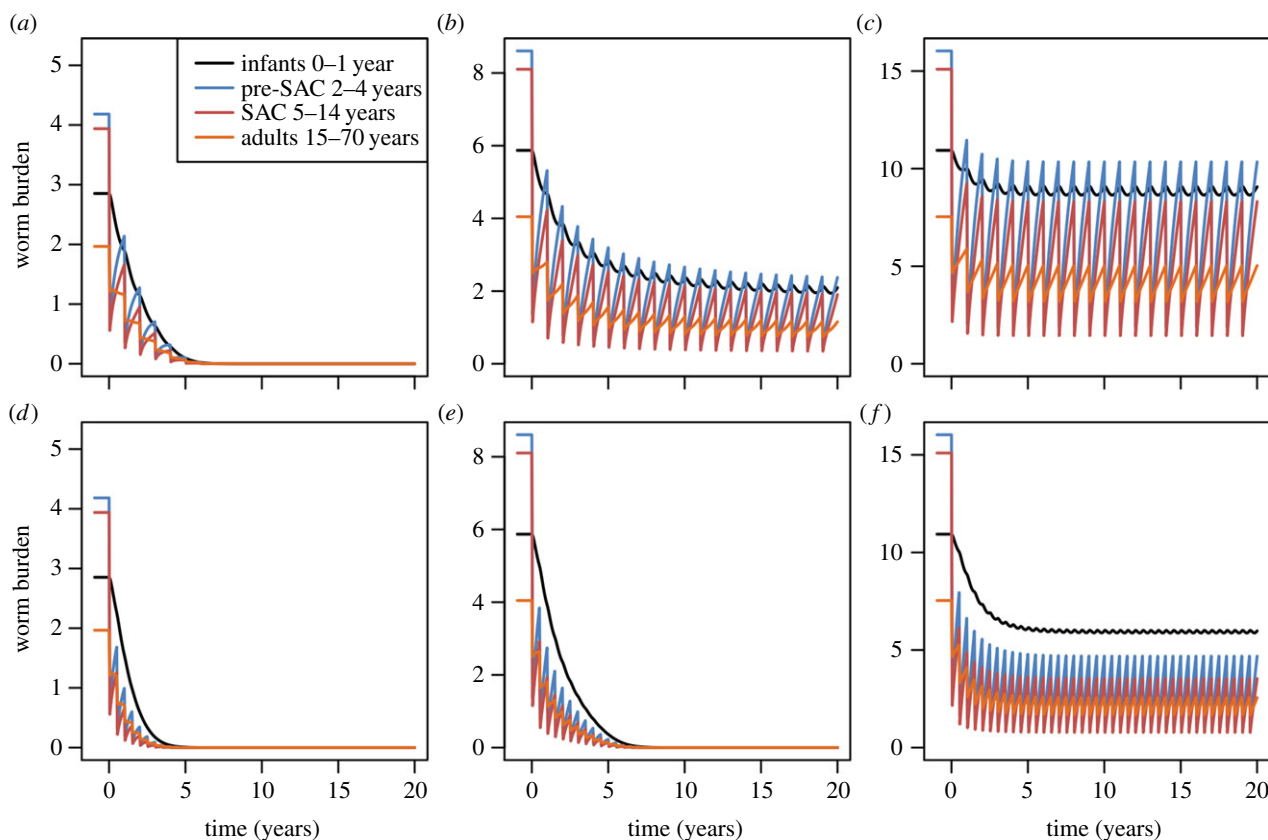 (a)
(b)
(c)
5
4
3
2
1
0
worm burden
infants 0–1 year
pre-SAC 2–4 years
SAC 5–14 years
adults 15–70 years
8
6
4
2
0
15
10
5
0
(d)
(e)
(f)
5
4
3
2
1
0
worm burden
8
6
4
2
0
15
10
5
0
0 5 10 15 20
0 5 10 15 20
0 5 10 15 20
time (years)
time (years)
time (years)